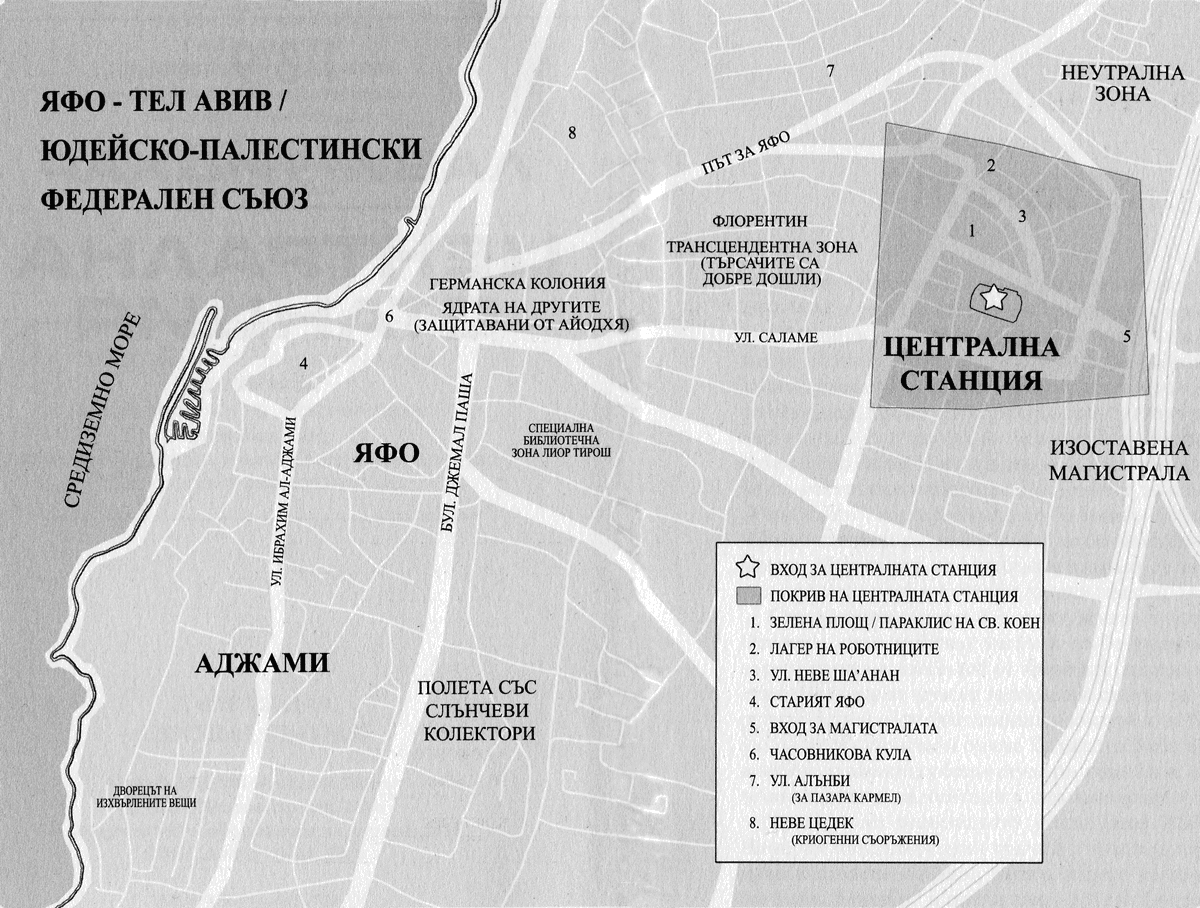 ЯФО - ТЕЛ АВИВ /
ЮДЕЙСКО-ПАЛЕСТИНСКИ
ФЕДЕРАЛЕН СЪЮЗ
7
НЕУТРАЛНА
ЗОНА
8
ПЪТ ЗА ЯФО
2
3
1
ФЛОРЕНТИН
ТРАНСЦЕНДЕНТНА ЗОНА
(ТЪРСАЧИТЕ СА
ДОБРЕ ДОШЛИ)
ГЕРМАНСКА КОЛОНИЯ
ЯДРАТА НА ДРУГИТЕ
(ЗАЩИТАВАНИ ОТ АЙОДХЯ)
6
УЛ. САЛАМЕ
5
ЦЕНТРАЛНА
СТАНЦИЯ
СРЕДИЗЕМНО МОРЕ
4
ЯФО
БУЛ. ДЖЕМАЛ ПАША
СПЕЦИАЛНА
БИБЛИОТЕЧНА
ЗОНА ЛИОР ТИРОШ
ИЗОСТАВЕНА
МАГИСТРАЛА
УЛ. ИБРАХИМ АЛ-АДЖАМИ
АДЖАМИ
ПОЛЕТА СЪС
СЛЪНЧЕВИ
КОЛЕКТОРИ
ДВОРЕЦЪТ НА
ИЗХВЪРЛЕНИТЕ ВЕЩИ
ВХОД ЗА ЦЕНТРАЛНАТА СТАНЦИЯ
ПОКРИВ НА ЦЕНТРАЛНАТА СТАНЦИЯ
1. ЗЕЛЕНА ПЛОЩ / ПАРАКЛИС НА СВ. КОЕН
2. ЛАГЕР НА РОБОТНИЦИТЕ
3. УЛ. НЕВЕ ША'АНАН
4. СТАРИЯТ ЯФО
5. ВХОД ЗА МАГИСТРАЛАТА
6. ЧАСОВНИКОВА КУЛА
7. УЛ. АЛЪНБИ
(ЗА ПАЗАРА КАРМЕЛ)
8. НЕВЕ ЦЕДЕК
(КРИОГЕННИ СЪОРЪЖЕНИЯ)